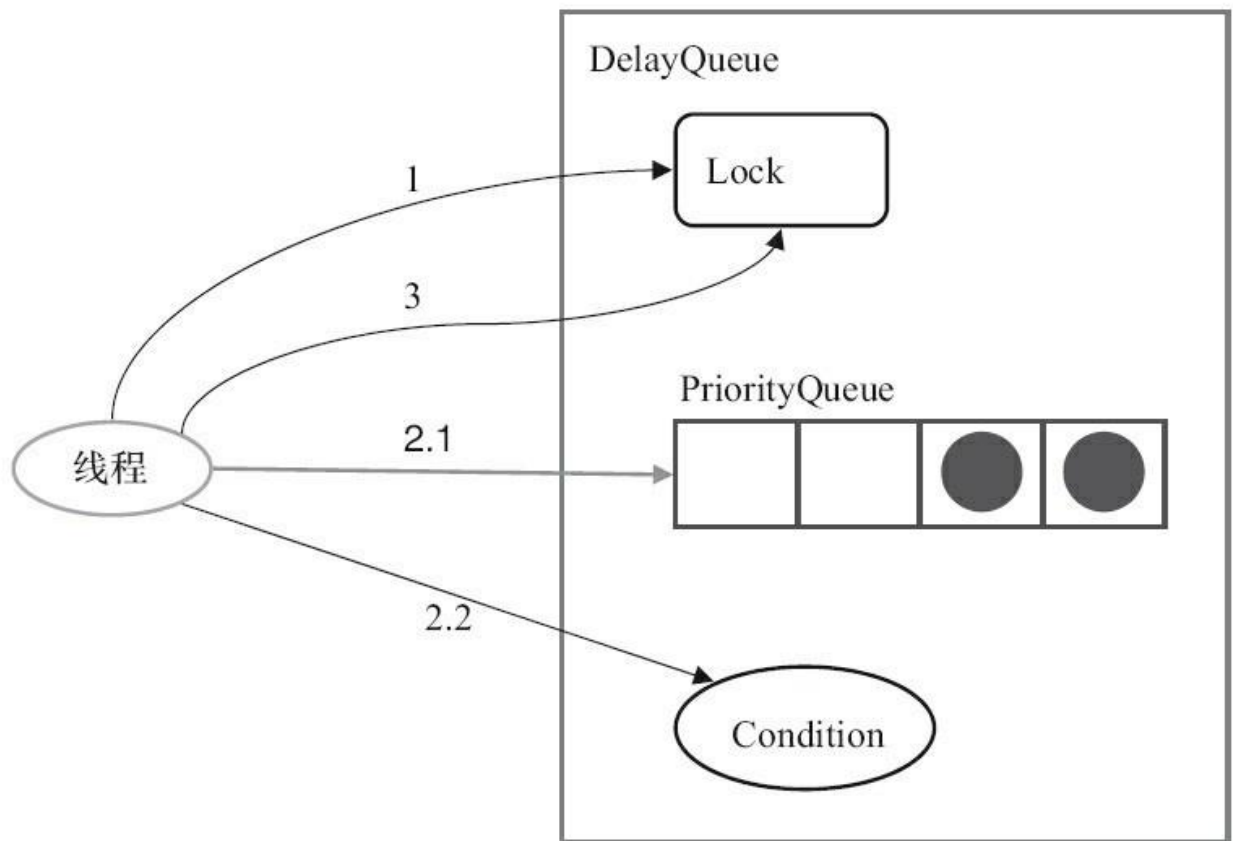 DelayQueue
Lock
1
3
PriorityQueue
线程
2.1
2.2
Condition